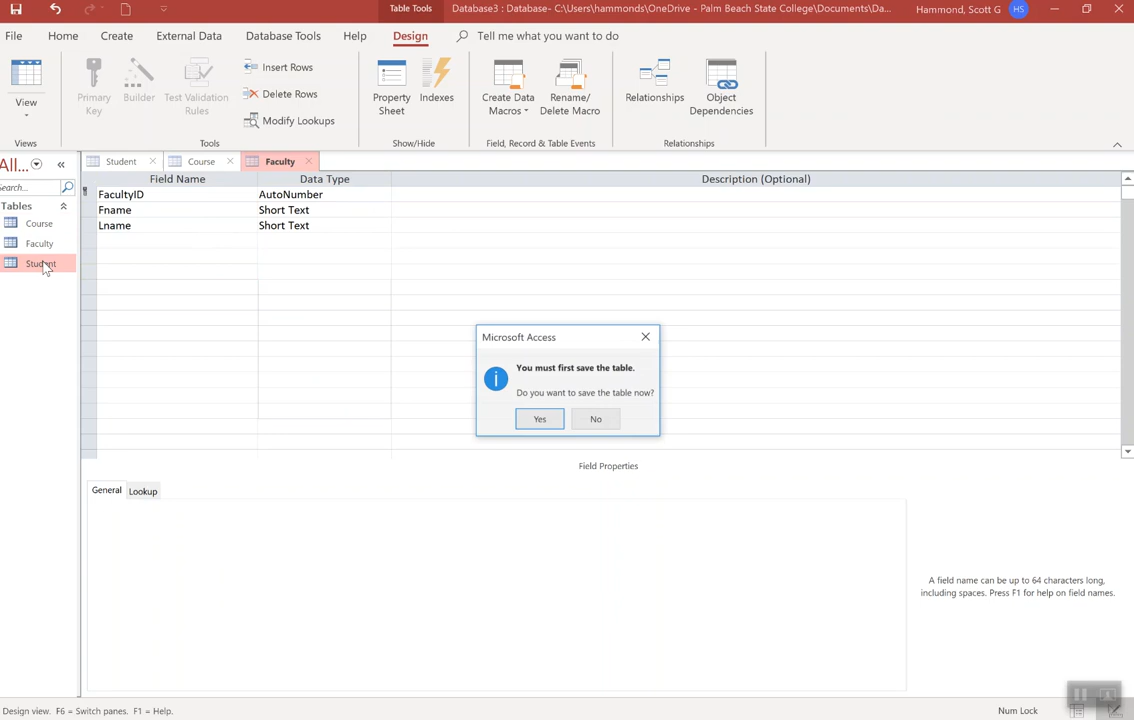 Table Tools
Database3 : Database- C:\Users\hammonds\OneDrive - Palm Beach State College\Documents\Da...
Hammond, Scott G
HS
File
Home
Create
External Data
Database Tools
Help
Design
Tell me what you want to do
View
Primary Key
Builder
Test Validation Rules
Insert Rows
Delete Rows
Modify Lookups
Property Sheet
Indexes
Create Data Macros
Rename/ Delete Macro
Relationships
Object Dependencies
Views
Tools
Show/Hide
Field, Record & Table Events
Relationships
All...
Search...
Tables
Course
Faculty
Student
Student
Course
Faculty
Field Name
Data Type
Description (Optional)
FacultyID
AutoNumber
Fname
Short Text
Lname
Short Text
Microsoft Access
You must first save the table.
Do you want to save the table now?
Yes
No
Field Properties
General
Lookup
A field name can be up to 64 characters long,
including spaces. Press F1 for help on field names.
Design view. F6 = Switch panes. F1 = Help.
Num Lock